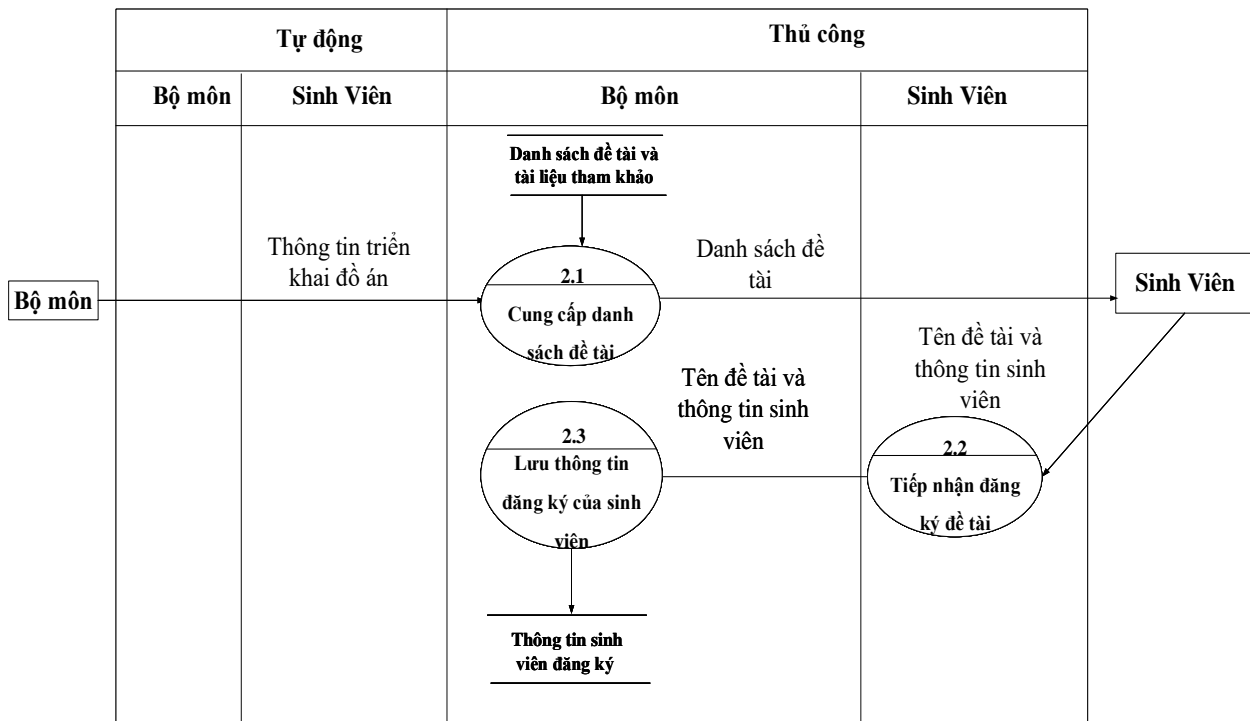 Tự động
Thủ công
Bộ môn
Sinh Viên
Bộ môn
Sinh Viên
Danh sách đề tài và
tài liệu tham khảo
Thông tin triển
khai đồ án
Danh sách đề
tài
Bộ môn
2.1
Cung cấp danh
sách đề tài
Sinh Viên
Tên đề tài và
thông tin sinh
viên
Tên đề tài và
thông tin sinh
viên
2.3
Lưu thông tin
đăng ký của sinh
viên
2.2
Tiếp nhận đăng
ký đề tài
Thông tin sinh
viên đăng ký